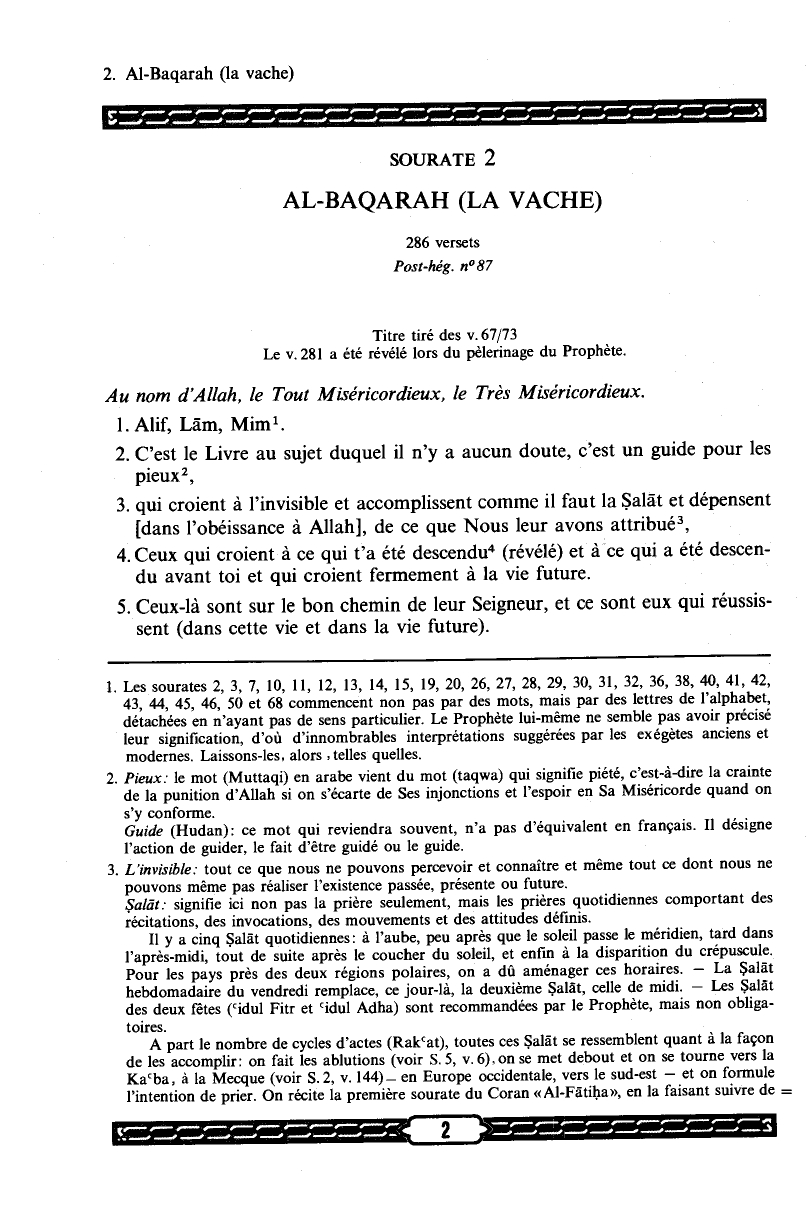 2. Al-Baqarah (la vache)
SOURATE 2
AL-BAQARAH (LA VACHE)
286 versets
Post-hég. nº 87
Titre tiré des v. 67/73
Le v. 281 a été révélé lors du pèlerinage du Prophète.
Au nom d'Allah, le Tout Miséricordieux, le Très Miséricordieux.
1. Alif, Lām, Mim¹.
2. C'est le Livre au sujet duquel il n'y a aucun doute, c'est un guide pour les
pieux²,
3. qui croient à l'invisible et accomplissent comme il faut la Ṣalāt et dépensent
[dans l'obéissance à Allah], de ce que Nous leur avons attribué³,
4. Ceux qui croient à ce qui t'a été descendu⁴ (révélé) et à ce qui a été descen-
du avant toi et qui croient fermement à la vie future.
5. Ceux-là sont sur le bon chemin de leur Seigneur, et ce sont eux qui réussis-
sent (dans cette vie et dans la vie future).
1. Les sourates 2, 3, 7, 10, 11, 12, 13, 14, 15, 19, 20, 26, 27, 28, 29, 30, 31, 32, 36, 38, 40, 41, 42,
43, 44, 45, 46, 50 et 68 commencent non pas par des mots, mais par des lettres de l'alphabet,
détachées en n'ayant pas de sens particulier. Le Prophète lui-même ne semble pas avoir précisé
leur signification, d'où d'innombrables interprétations suggérées par les exégètes anciens et
modernes. Laissons-les, alors, telles quelles.
2. Pieux: le mot (Muttaqi) en arabe vient du mot (taqwa) qui signifie piété, c'est-à-dire la crainte
de la punition d'Allah si on s'écarte de Ses injonctions et l'espoir en Sa Miséricorde quand on
s'y conforme.
Guide (Hudan): ce mot qui reviendra souvent, n'a pas d'équivalent en français. Il désigne
l'action de guider, le fait d'être guidé ou le guide.
3. L'invisible: tout ce que nous ne pouvons percevoir et connaître et même tout ce dont nous ne
pouvons même pas réaliser l'existence passée, présente ou future.
Ṣalāt: signifie ici non pas la prière seulement, mais les prières quotidiennes comportant des
récitations, des invocations, des mouvements et des attitudes définis.
Il y a cinq Ṣalāt quotidiennes: à l'aube, peu après que le soleil passe le méridien, tard dans
l'après-midi, tout de suite après le coucher du soleil, et enfin à la disparition du crépuscule.
Pour les pays près des deux régions polaires, on a dû aménager ces horaires. — La Ṣalāt
hebdomadaire du vendredi remplace, ce jour-là, la deuxième Ṣalāt, celle de midi. — Les Ṣalāt
des deux fêtes (ʿidul Fitr et ʿidul Adha) sont recommandées par le Prophète, mais non obliga-
toires.
A part le nombre de cycles d'actes (Rakʿat), toutes ces Ṣalāt se ressemblent quant à la façon
de les accomplir: on fait les ablutions (voir S. 5, v. 6), on se met debout et on se tourne vers la
Kaʿba, à la Mecque (voir S. 2, v. 144) — en Europe occidentale, vers le sud-est — et on formule
l'intention de prier. On récite la première sourate du Coran «Al-Fātiḥa», en la faisant suivre de =
2